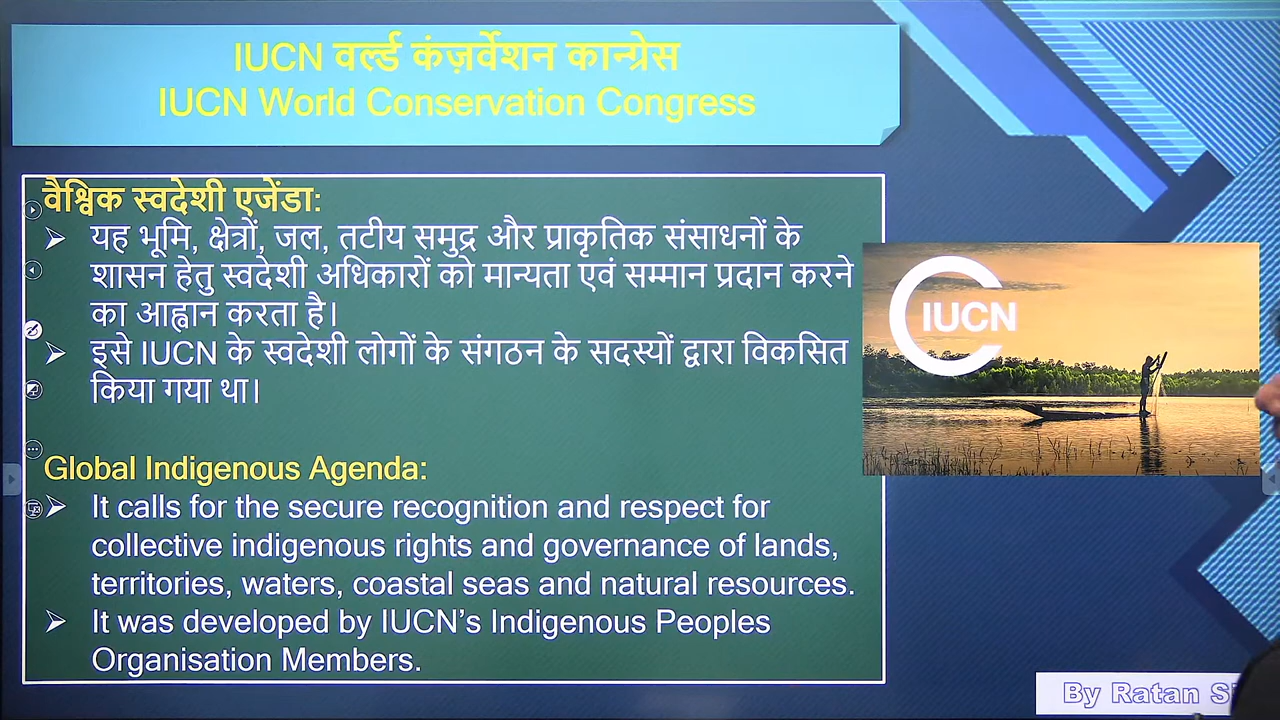 IUCN वर्ल्ड कंज़र्वेशन कान्ग्रेस
IUCN World Conservation Congress
वैश्विक स्वदेशी एजेंडा:
यह भूमि, क्षेत्रों, जल, तटीय समुद्र और प्राकृतिक संसाधनों के
शासन हेतु स्वदेशी अधिकारों को मान्यता एवं सम्मान प्रदान करने
का आह्वान करता है।
इसे IUCN के स्वदेशी लोगों के संगठन के सदस्यों द्वारा विकसित
किया गया था।
IUCN
Global Indigenous Agenda:
It calls for the secure recognition and respect for
collective indigenous rights and governance of lands,
territories, waters, coastal seas and natural resources.
It was developed by IUCN’s Indigenous Peoples
Organisation Members.
By Ratan